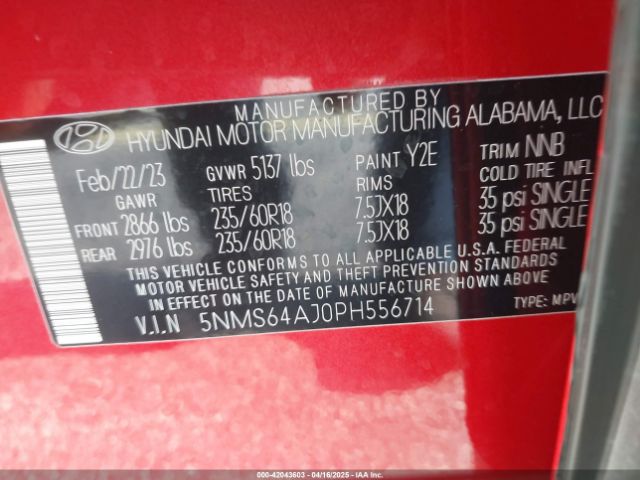 MANUFACTURED BY
HYUNDAI MOTOR MANUFACTURING ALABAMA, LLC
Feb/22/23 GVWR 5137 lbs PAINT Y2E TRIM NNB
GAWR TIRES RIMS COLD TIRE INFL
FRONT 2866 lbs 235/60R18 7.5JX18 35 psi SINGLE
REAR 2976 lbs 235/60R18 7.5JX18 35 psi SINGLE
THIS VEHICLE CONFORMS TO ALL APPLICABLE U.S.A. FEDERAL
MOTOR VEHICLE SAFETY AND THEFT PREVENTION STANDARDS
IN EFFECT ON THE DATE OF MANUFACTURE SHOWN ABOVE
V.I.N 5NMS64AJ0PH556714 TYPE: MPV
000-42043603 - 04/16/2025 - IAA Inc.